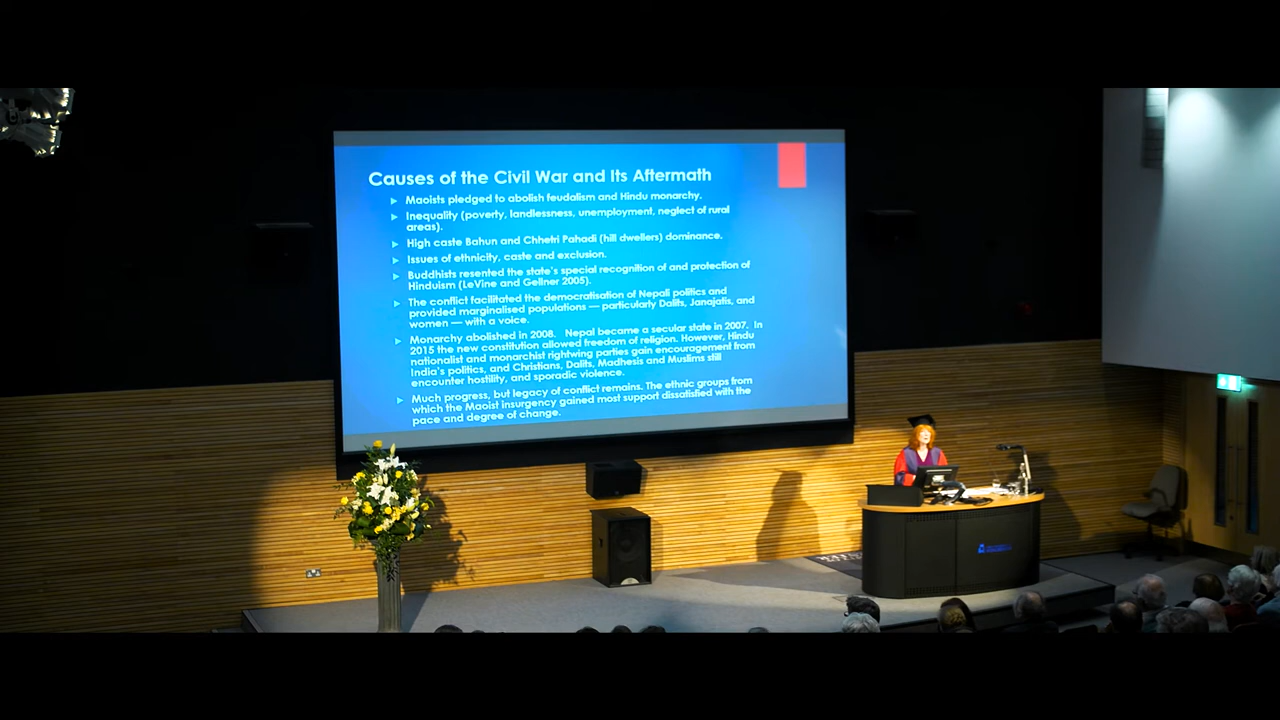 Causes of the Civil War and Its Aftermath
Maoists pledged to abolish feudalism and Hindu monarchy.
Inequality (poverty, landlessness, unemployment, neglect of rural
areas).
High caste Bahun and Chhetri Pahadi (hill dwellers) dominance.
Issues of ethnicity, caste and exclusion.
Buddhists resented the state's special recognition of and protection of
Hinduism (LeVine and Gellner 2005).
The conflict facilitated the democratisation of Nepali politics and
provided marginalised populations — particularly Dalits, Janajatis, and
women — with a voice.
Monarchy abolished in 2008. Nepal became a secular state in 2007. In
2015 the new constitution allowed freedom of religion. However, Hindu
nationalist and monarchist rightwing parties gain encouragement from
India's politics, and Christians, Dalits, Madhesis and Muslims still
encounter hostility, and sporadic violence.
Much progress, but legacy of conflict remains. The ethnic groups from
which the Maoist insurgency gained most support dissatisfied with the
pace and degree of change.